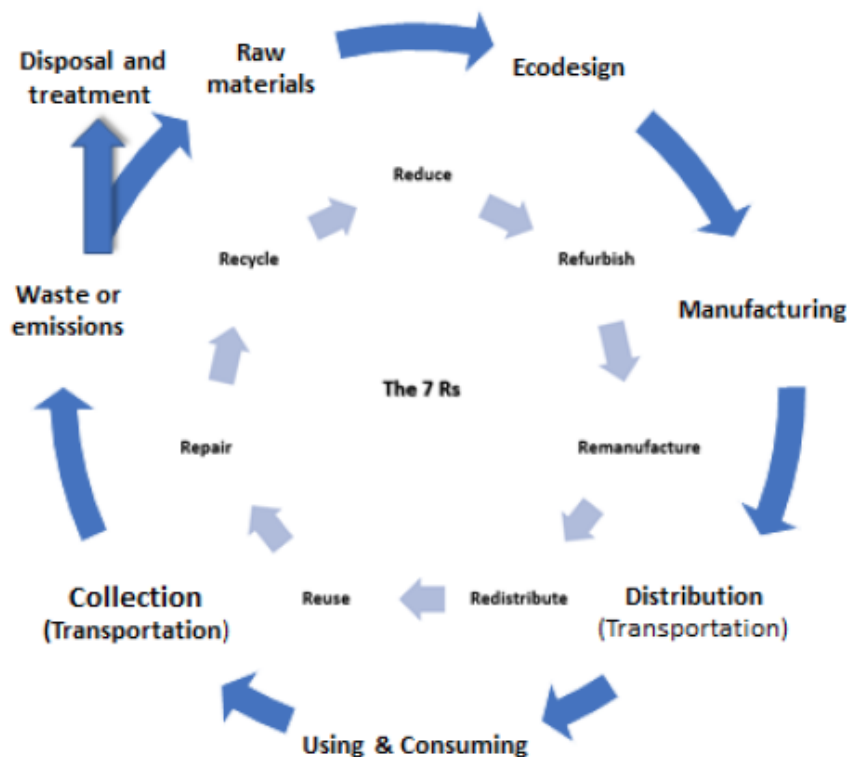 Raw
materials
Ecodesign
Disposal and
treatment
Reduce
Recycle
Refurbish
Waste or
emissions
Manufacturing
The 7 Rs
Repair
Remanufacture
Collection
(Transportation)
Reuse
Redistribute
Distribution
(Transportation)
Using & Consuming